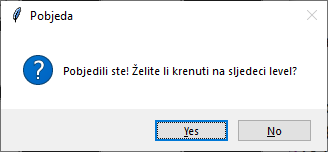 Pobjeda
Pobjedili ste! Želite li krenuti na sljedeci level?
Yes
No